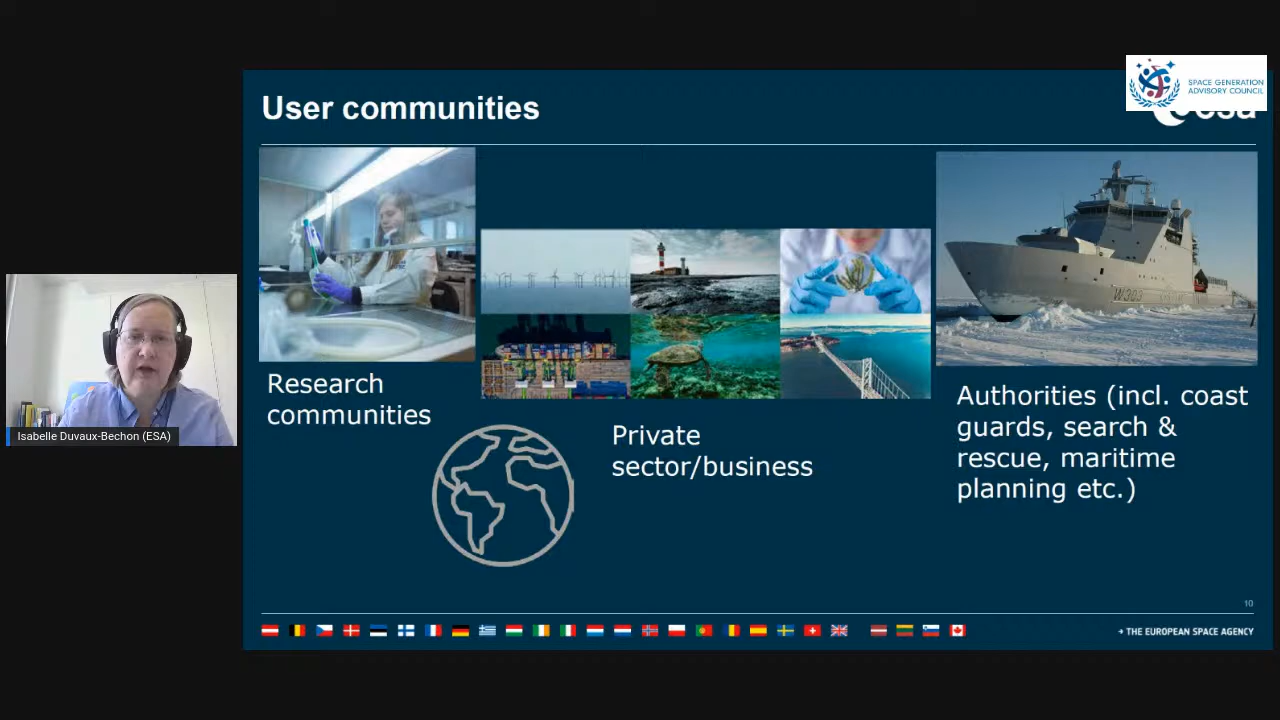 SPACE GENERATION
ADVISORY COUNCIL
User communities
esa
W303
Research
communities
Private
sector/business
Authorities (incl. coast
guards, search &
rescue, maritime
planning etc.)
Isabelle Duvaux-Bechon (ESA)
10
→ THE EUROPEAN SPACE AGENCY